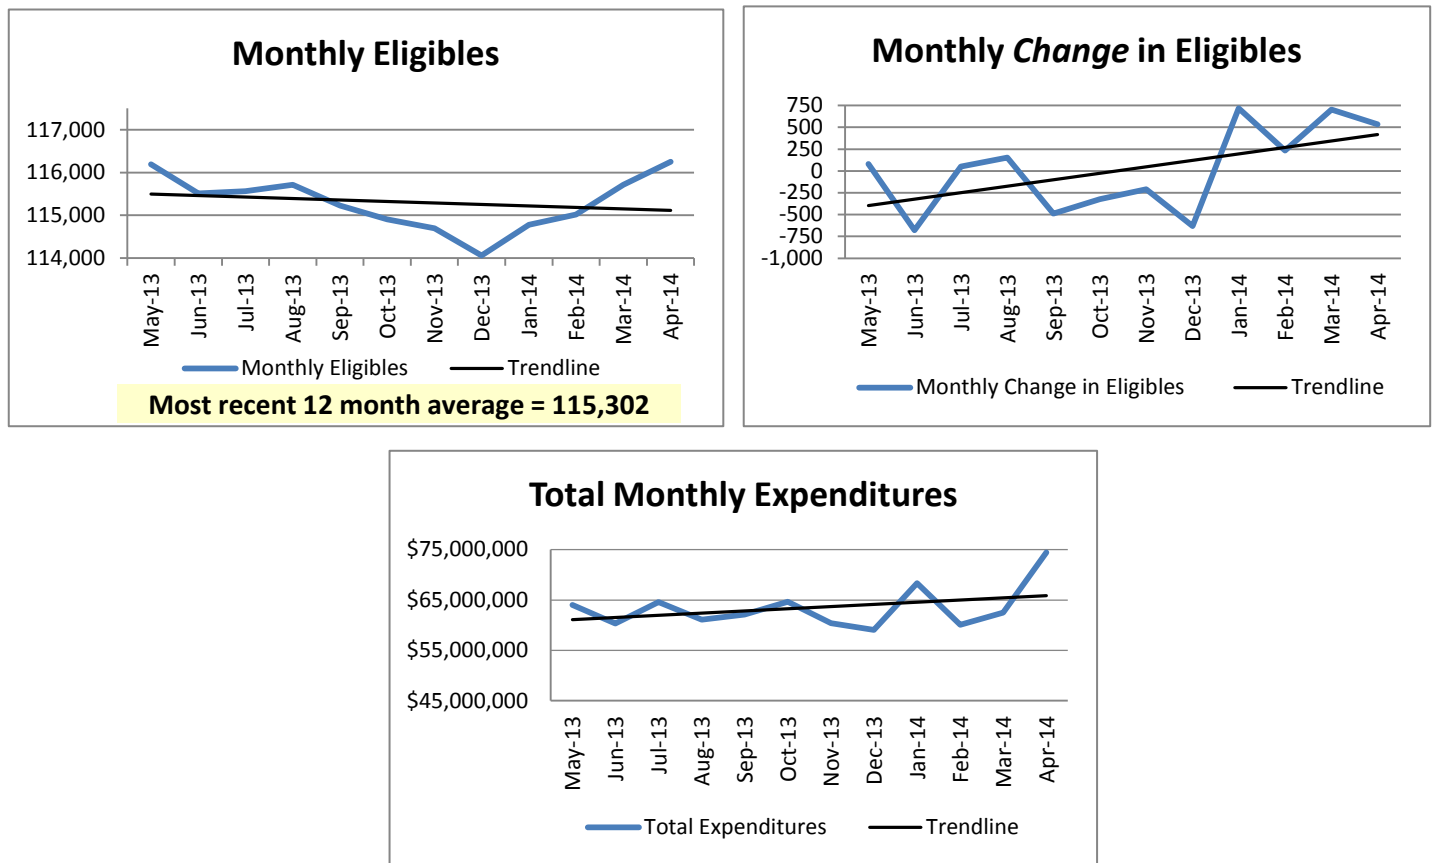 Monthly Eligibles
117,000
116,000
115,000
114,000
May-13
Jun-13
Jul-13
Aug-13
Sep-13
Oct-13
Nov-13
Dec-13
Jan-14
Feb-14
Mar-14
Apr-14
Monthly Eligibles Trendline
Most recent 12 month average = 115,302
Monthly Change in Eligibles
750
500
250
0
-250
-500
-750
-1,000
May-13
Jun-13
Jul-13
Aug-13
Sep-13
Oct-13
Nov-13
Dec-13
Jan-14
Feb-14
Mar-14
Apr-14
Monthly Change in Eligibles Trendline
Total Monthly Expenditures
$75,000,000
$65,000,000
$55,000,000
$45,000,000
May-13
Jun-13
Jul-13
Aug-13
Sep-13
Oct-13
Nov-13
Dec-13
Jan-14
Feb-14
Mar-14
Apr-14
Total Expenditures Trendline